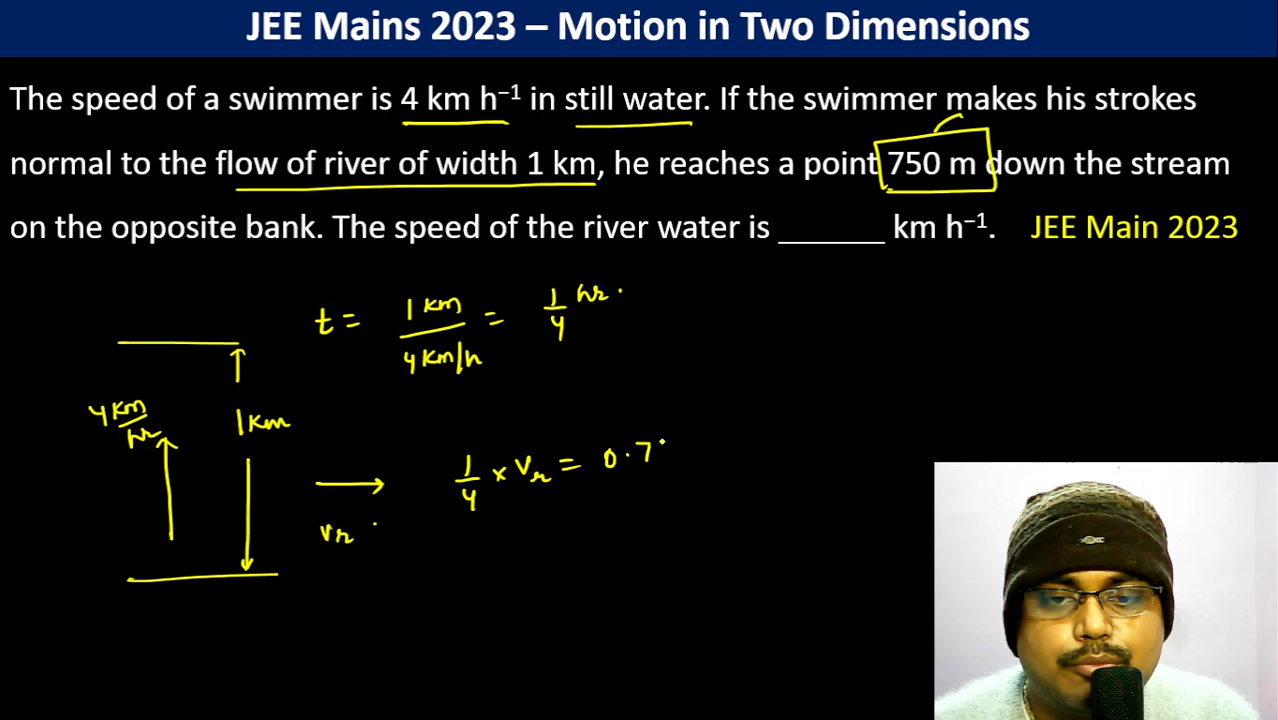 JEE Mains 2023 – Motion in Two Dimensions
The speed of a swimmer is 4 km h⁻¹ in still water. If the swimmer makes his strokes
normal to the flow of river of width 1 km, he reaches a point 750 m down the stream
on the opposite bank. The speed of the river water is ______ km h⁻¹. JEE Main 2023
t = 1 km / 4 km/h = 1/4 hr.
4 km/hr
1 km
1/4 × vr = 0.7
vr